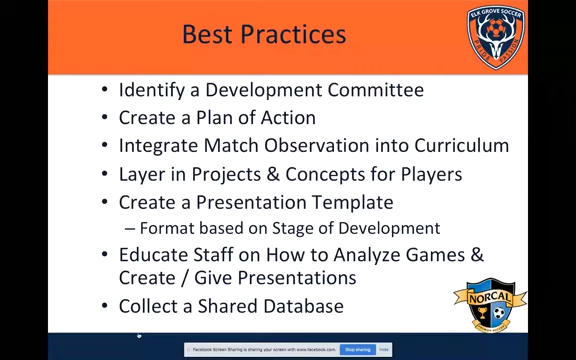 Best Practices
ELK GROVE SOCCER
• Identify a Development Committee
• Create a Plan of Action
• Integrate Match Observation into Curriculum
• Layer in Projects & Concepts for Players
• Create a Presentation Template
– Format based on Stage of Development
• Educate Staff on How to Analyze Games &
Create / Give Presentations
• Collect a Shared Database
NORCAL
Facebook Screen Sharing is sharing your screen with www.facebook.com.
Stop sharing
Hide